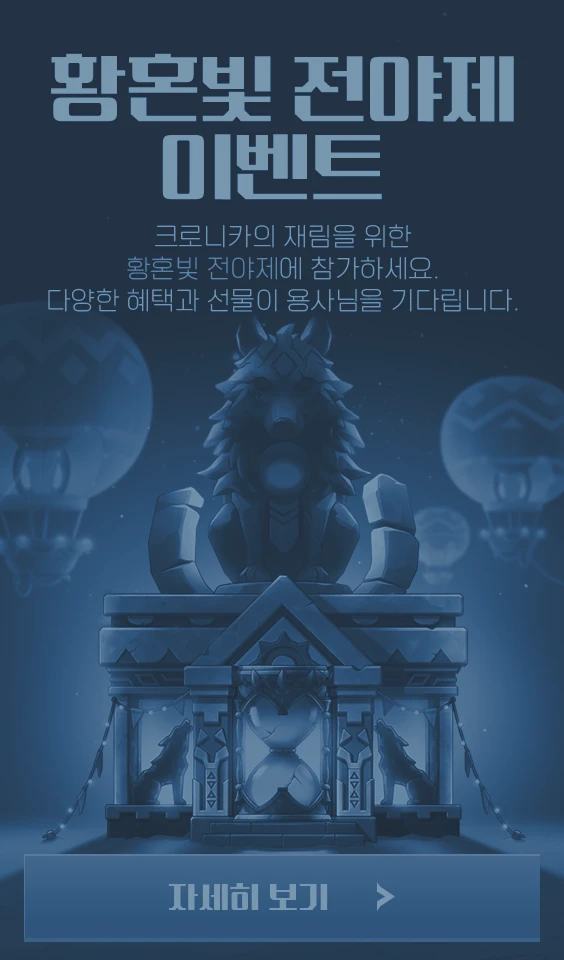 황혼빛 전야제
이벤트
크로니카의 재림을 위한
황혼빛 전야제에 참가하세요.
다양한 혜택과 선물이 용사님을 기다립니다.
자세히 보기 >